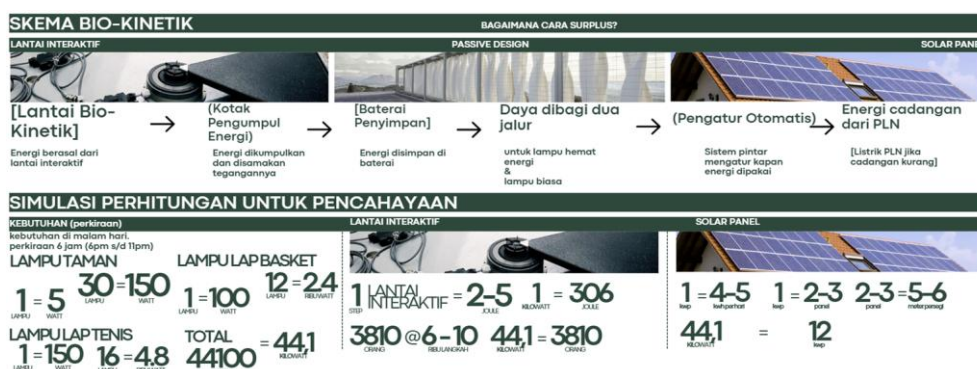 SKEMA BIO-KINETIK
BAGAIMANA CARA SURPLUS?
LANTAI INTERAKTIF
PASSIVE DESIGN
SOLAR PANEL
[Lantai Bio-
Kinetik]
Energi berasal dari
lantai interaktif
(Kotak
Pengumpul
Energi)
Energi dikumpulkan
dan disamakan
tegangannya
[Baterai
Penyimpan]
Energi disimpan di
baterai
Daya dibagi dua
jalur
untuk lampu hemat
energi
&
lampu biasa
(Pengatur Otomatis)
Sistem pintar
mengatur kapan
energi dipakai
Energi cadangan
dari PLN
[Listrik PLN jika
cadangan kurang]
SIMULASI PERHITUNGAN UNTUK PENCAHAYAAN
KEBUTUHAN (perkiraan)
kebutuhan di malam hari.
perkiraan 6 jam (6pm s/d 11pm)
LAMPU TAMAN
1 = 5
LAMPU WATT
30=150
LAMPU WATT
LAMPU LAP BASKET
1 = 100
LAMPU WATT
12 = 2.4
LAMPU RIBU WATT
LAMPU LAP TENIS
1 = 150
LAMPU WATT
16 = 4.8
LAMPU
TOTAL
44100 = 44,1
KILOWATT
LANTAI INTERAKTIF
1 LANTAI INTERAKTIF = 2-5
STEP JOULE
1 = 306
KILOWATT JOULE
3810 @ 6 - 10
ORANG RIBU LANGKAH
44,1 = 3810
KILOWATT ORANG
SOLAR PANEL
1 = 4-5
kwp kwh perhari
1 = 2-3
kwp panel
2-3 = 5-6
panel meter persegi
44,1 = 12
KILOWATT kwp